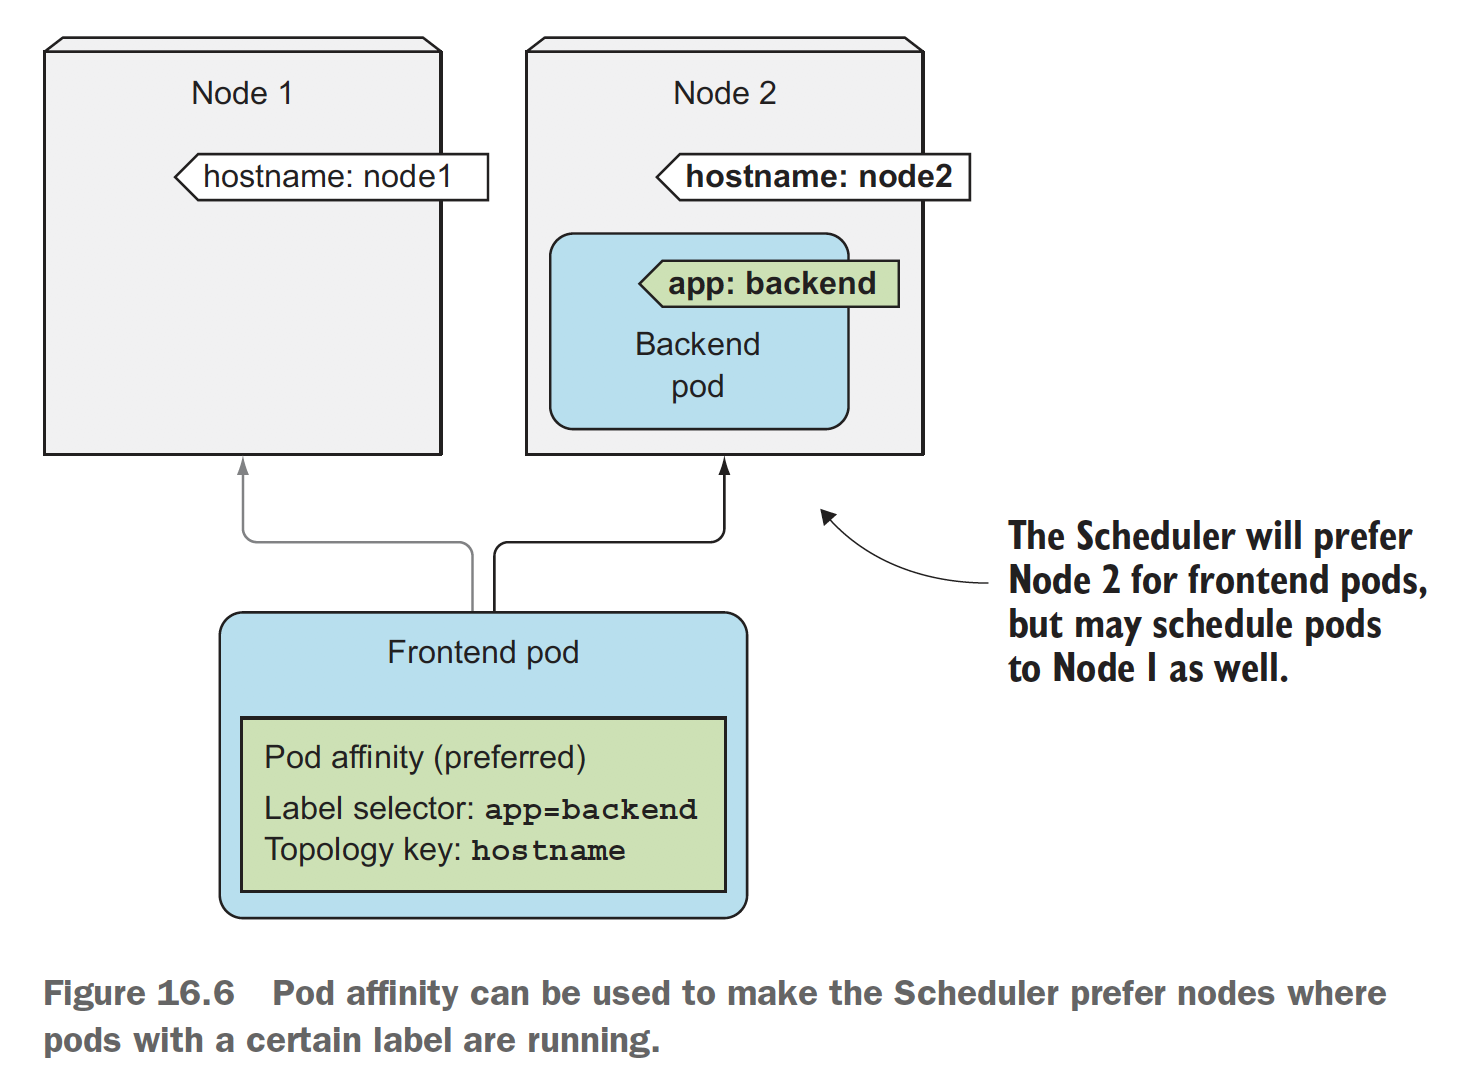 Node 1
hostname: node1
Node 2
hostname: node2
app: backend
Backend
pod
The Scheduler will prefer
Node 2 for frontend pods,
but may schedule pods
to Node 1 as well.
Frontend pod
Pod affinity (preferred)
Label selector: app=backend
Topology key: hostname
Figure 16.6 Pod affinity can be used to make the Scheduler prefer nodes where
pods with a certain label are running.